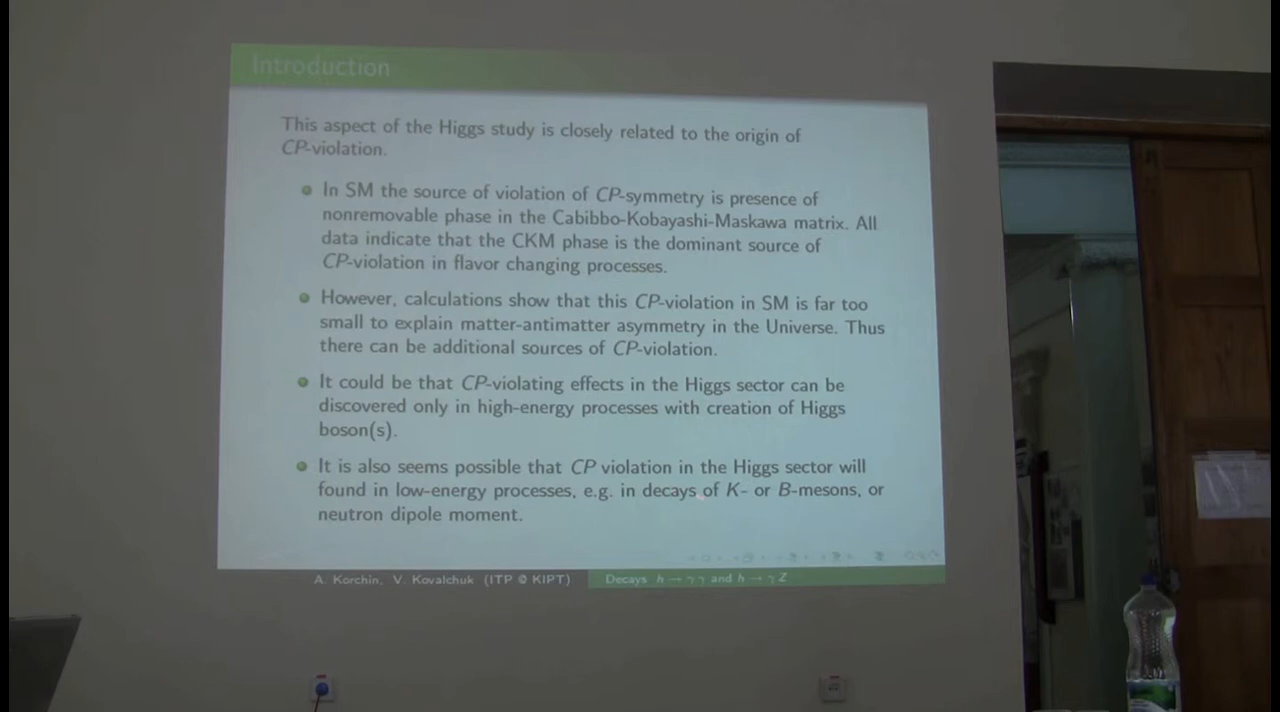 Introduction
This aspect of the Higgs study is closely related to the origin of
CP-violation.
In SM the source of violation of CP-symmetry is presence of
nonremovable phase in the Cabibbo-Kobayashi-Maskawa matrix. All
data indicate that the CKM phase is the dominant source of
CP-violation in flavor changing processes.
However, calculations show that this CP-violation in SM is far too
small to explain matter-antimatter asymmetry in the Universe. Thus
there can be additional sources of CP-violation.
It could be that CP-violating effects in the Higgs sector can be
discovered only in high-energy processes with creation of Higgs
boson(s).
It is also seems possible that CP violation in the Higgs sector will
found in low-energy processes, e.g. in decays of K- or B-mesons, or
neutron dipole moment.
A. Korchin, V. Kovalchuk (ITP @ KIPT) Decays h → γγ and h → γZ